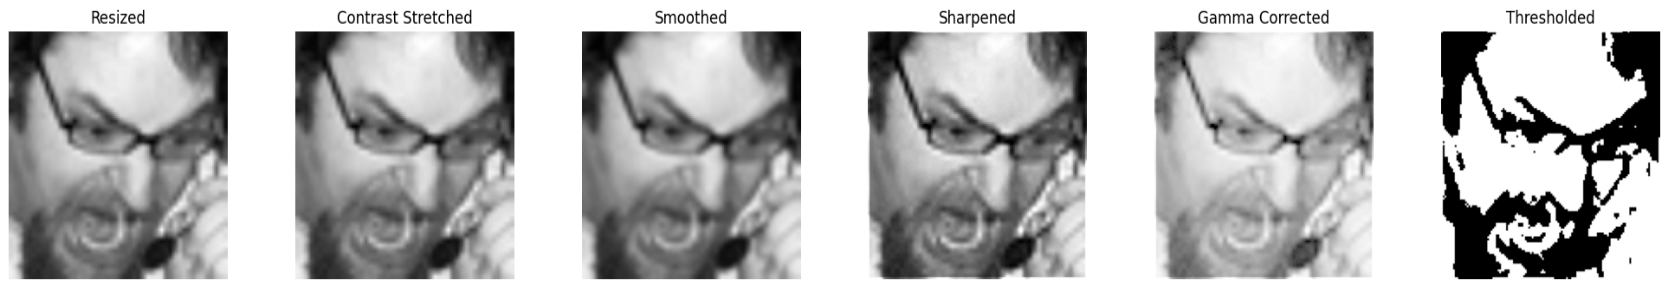 Resized
Contrast Stretched
Smoothed
Sharpened
Gamma Corrected
Thresholded